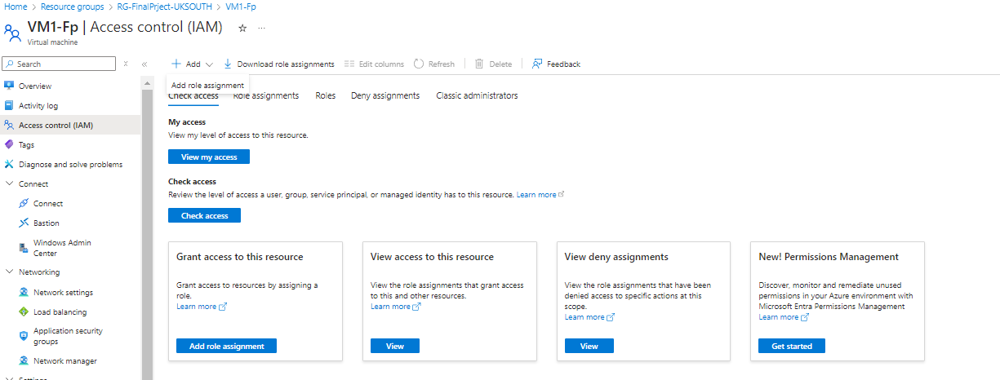 Home > Resource groups > RG-FinalPrject-UKSOUTH > VM1-Fp
VM1-Fp | Access control (IAM)
Virtual machine
Search
Add
Download role assignments
Edit columns
Refresh
Delete
Feedback
Add role assignment
Overview
Activity log
Access control (IAM)
Tags
Diagnose and solve problems
Connect
Connect
Bastion
Windows Admin
Center
Networking
Network settings
Load balancing
Application security
groups
Network manager
Settings
Check access
Role assignments
Roles
Deny assignments
Classic administrators
My access
View my level of access to this resource.
View my access
Check access
Review the level of access a user, group, service principal, or managed identity has to this resource. Learn more
Check access
Grant access to this resource
Grant access to resources by assigning a
role.
Learn more
Add role assignment
View access to this resource
View the role assignments that grant access
to this and other resources.
Learn more
View
View deny assignments
View the role assignments that have been
denied access to specific actions at this
scope.
Learn more
View
New! Permissions Management
Discover, monitor and remediate unused
permissions in your Azure environment with
Microsoft Entra Permissions Management
Learn more
Get started